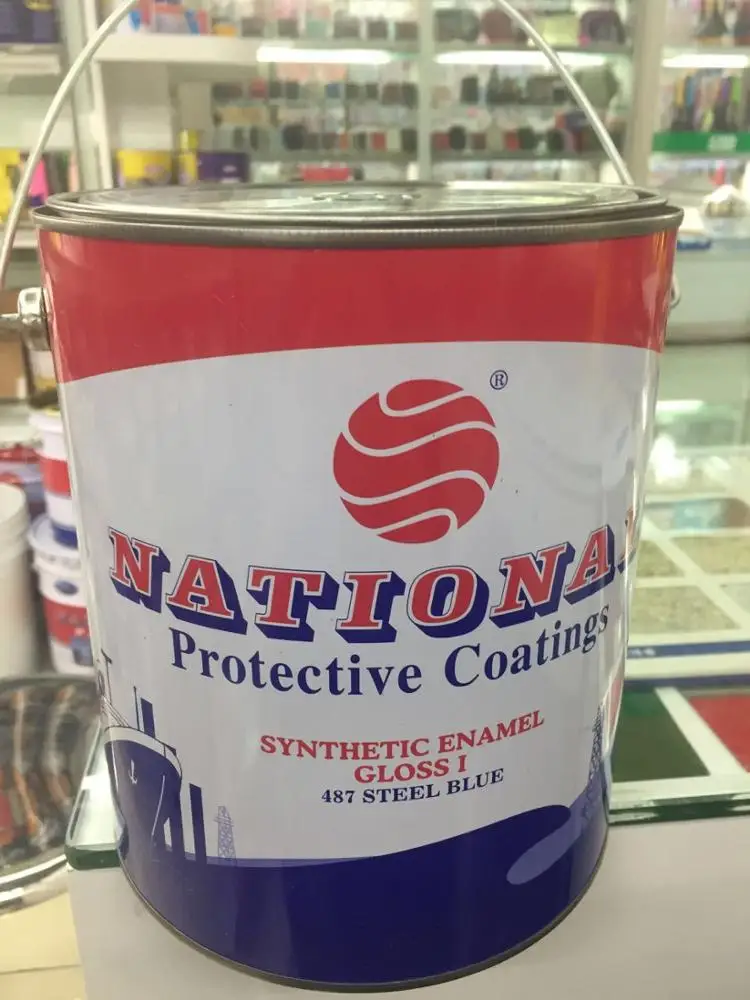 ®
NATIONAL
Protective Coatings
SYNTHETIC ENAMEL
GLOSS I
487 STEEL BLUE